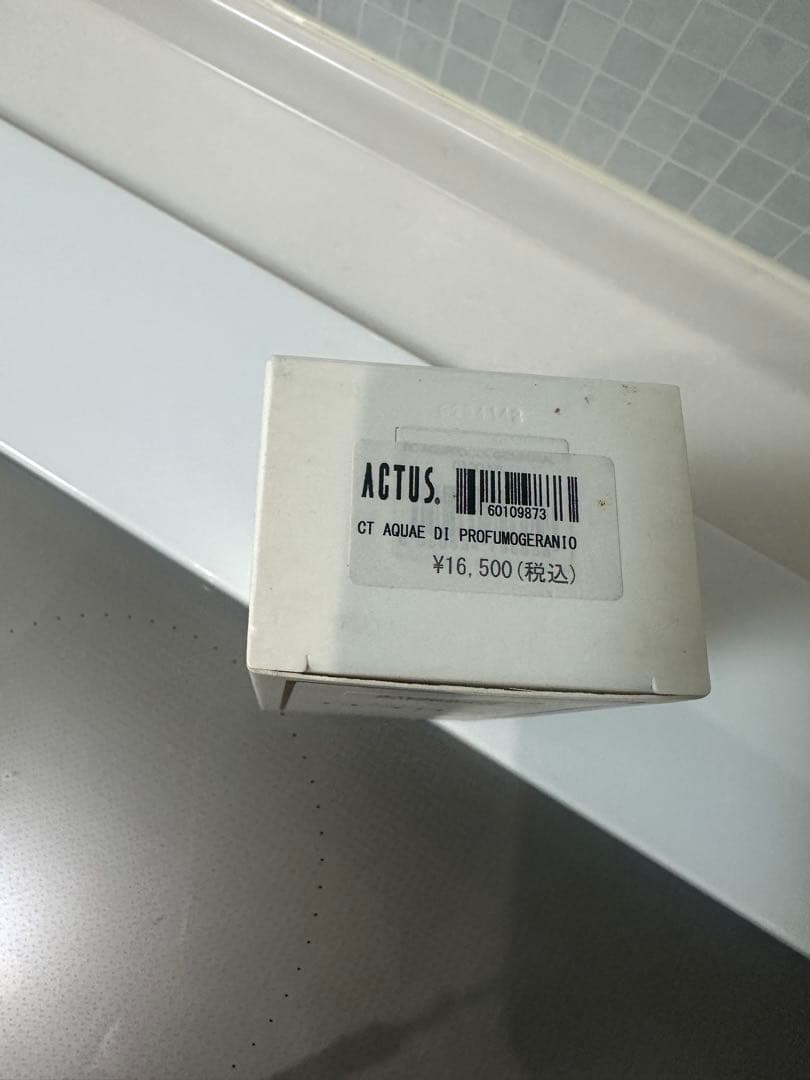 ACTUS.
60109873
CT AQUAE DI PROFUMOGERANIO
¥16,500(税込)